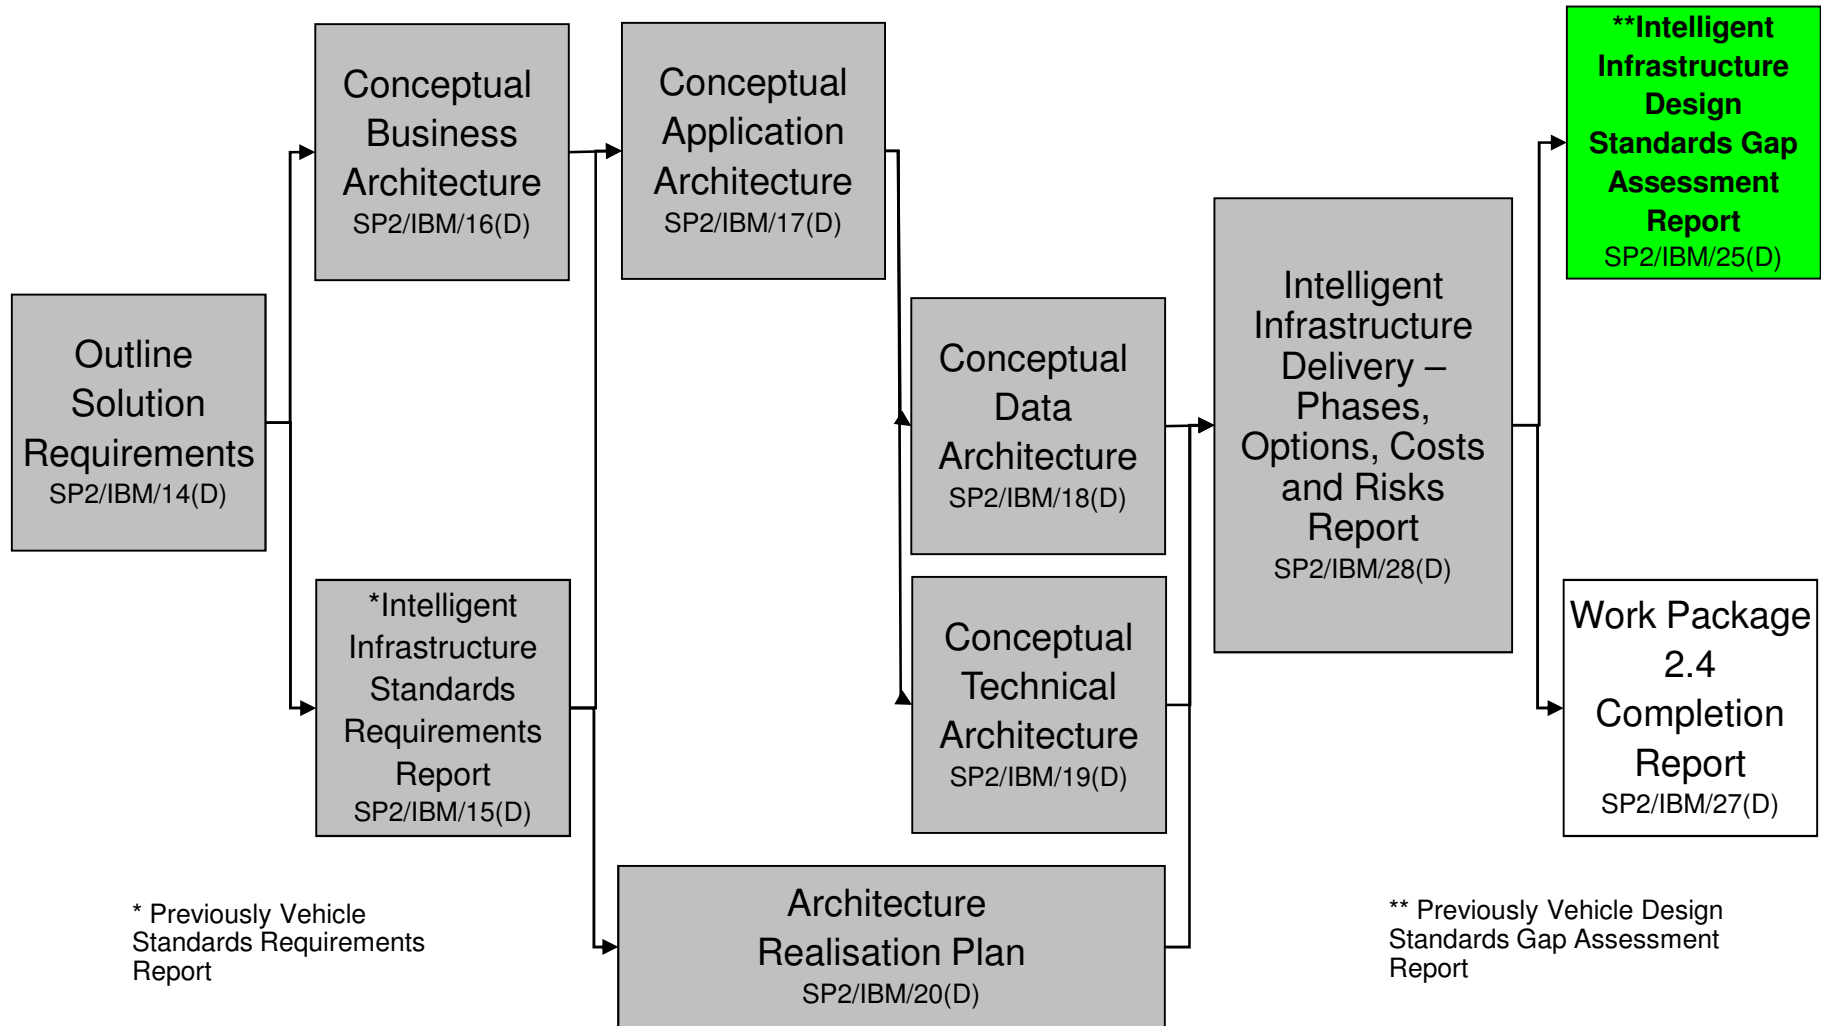 Outline
Solution
Requirements
SP2/IBM/14(D)
Conceptual
Business
Architecture
SP2/IBM/16(D)
*Intelligent
Infrastructure
Standards
Requirements
Report
SP2/IBM/15(D)
Conceptual
Application
Architecture
SP2/IBM/17(D)
Conceptual
Data
Architecture
SP2/IBM/18(D)
Conceptual
Technical
Architecture
SP2/IBM/19(D)
Architecture
Realisation Plan
SP2/IBM/20(D)
Intelligent
Infrastructure
Delivery –
Phases,
Options, Costs
and Risks
Report
SP2/IBM/28(D)
**Intelligent
Infrastructure
Design
Standards Gap
Assessment
Report
SP2/IBM/25(D)
Work Package
2.4
Completion
Report
SP2/IBM/27(D)
* Previously Vehicle
Standards Requirements
Report
** Previously Vehicle Design
Standards Gap Assessment
Report